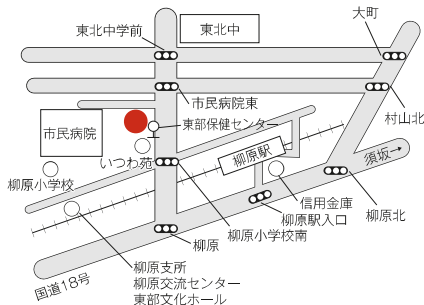 大町
東北中学前
東北中
市民病院東
村山北
市民病院
東部保健センター
いつわ苑
柳原駅
須坂
柳原小学校
信用金庫
柳原北
柳原駅入口
柳原小学校南
柳原
柳原支所
柳原交流センター
東部文化ホール
国道18号